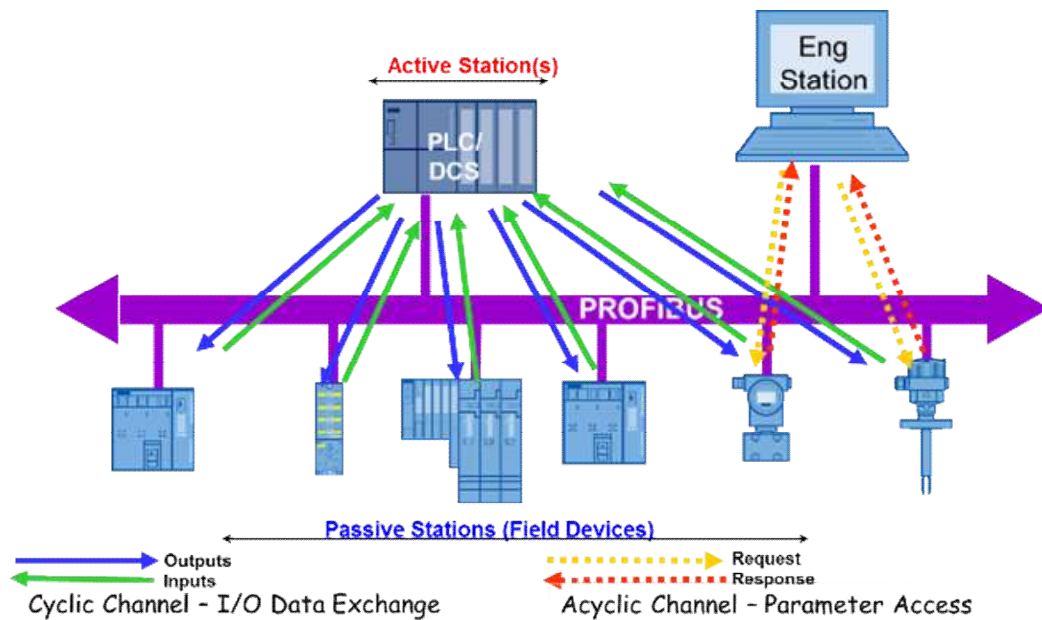 Eng
Station
Active Station(s)
PLC/
DCS
PROFIBUS
Passive Stations (Field Devices)
Outputs
Inputs
Request
Response
Cyclic Channel – I/O Data Exchange
Acyclic Channel – Parameter Access